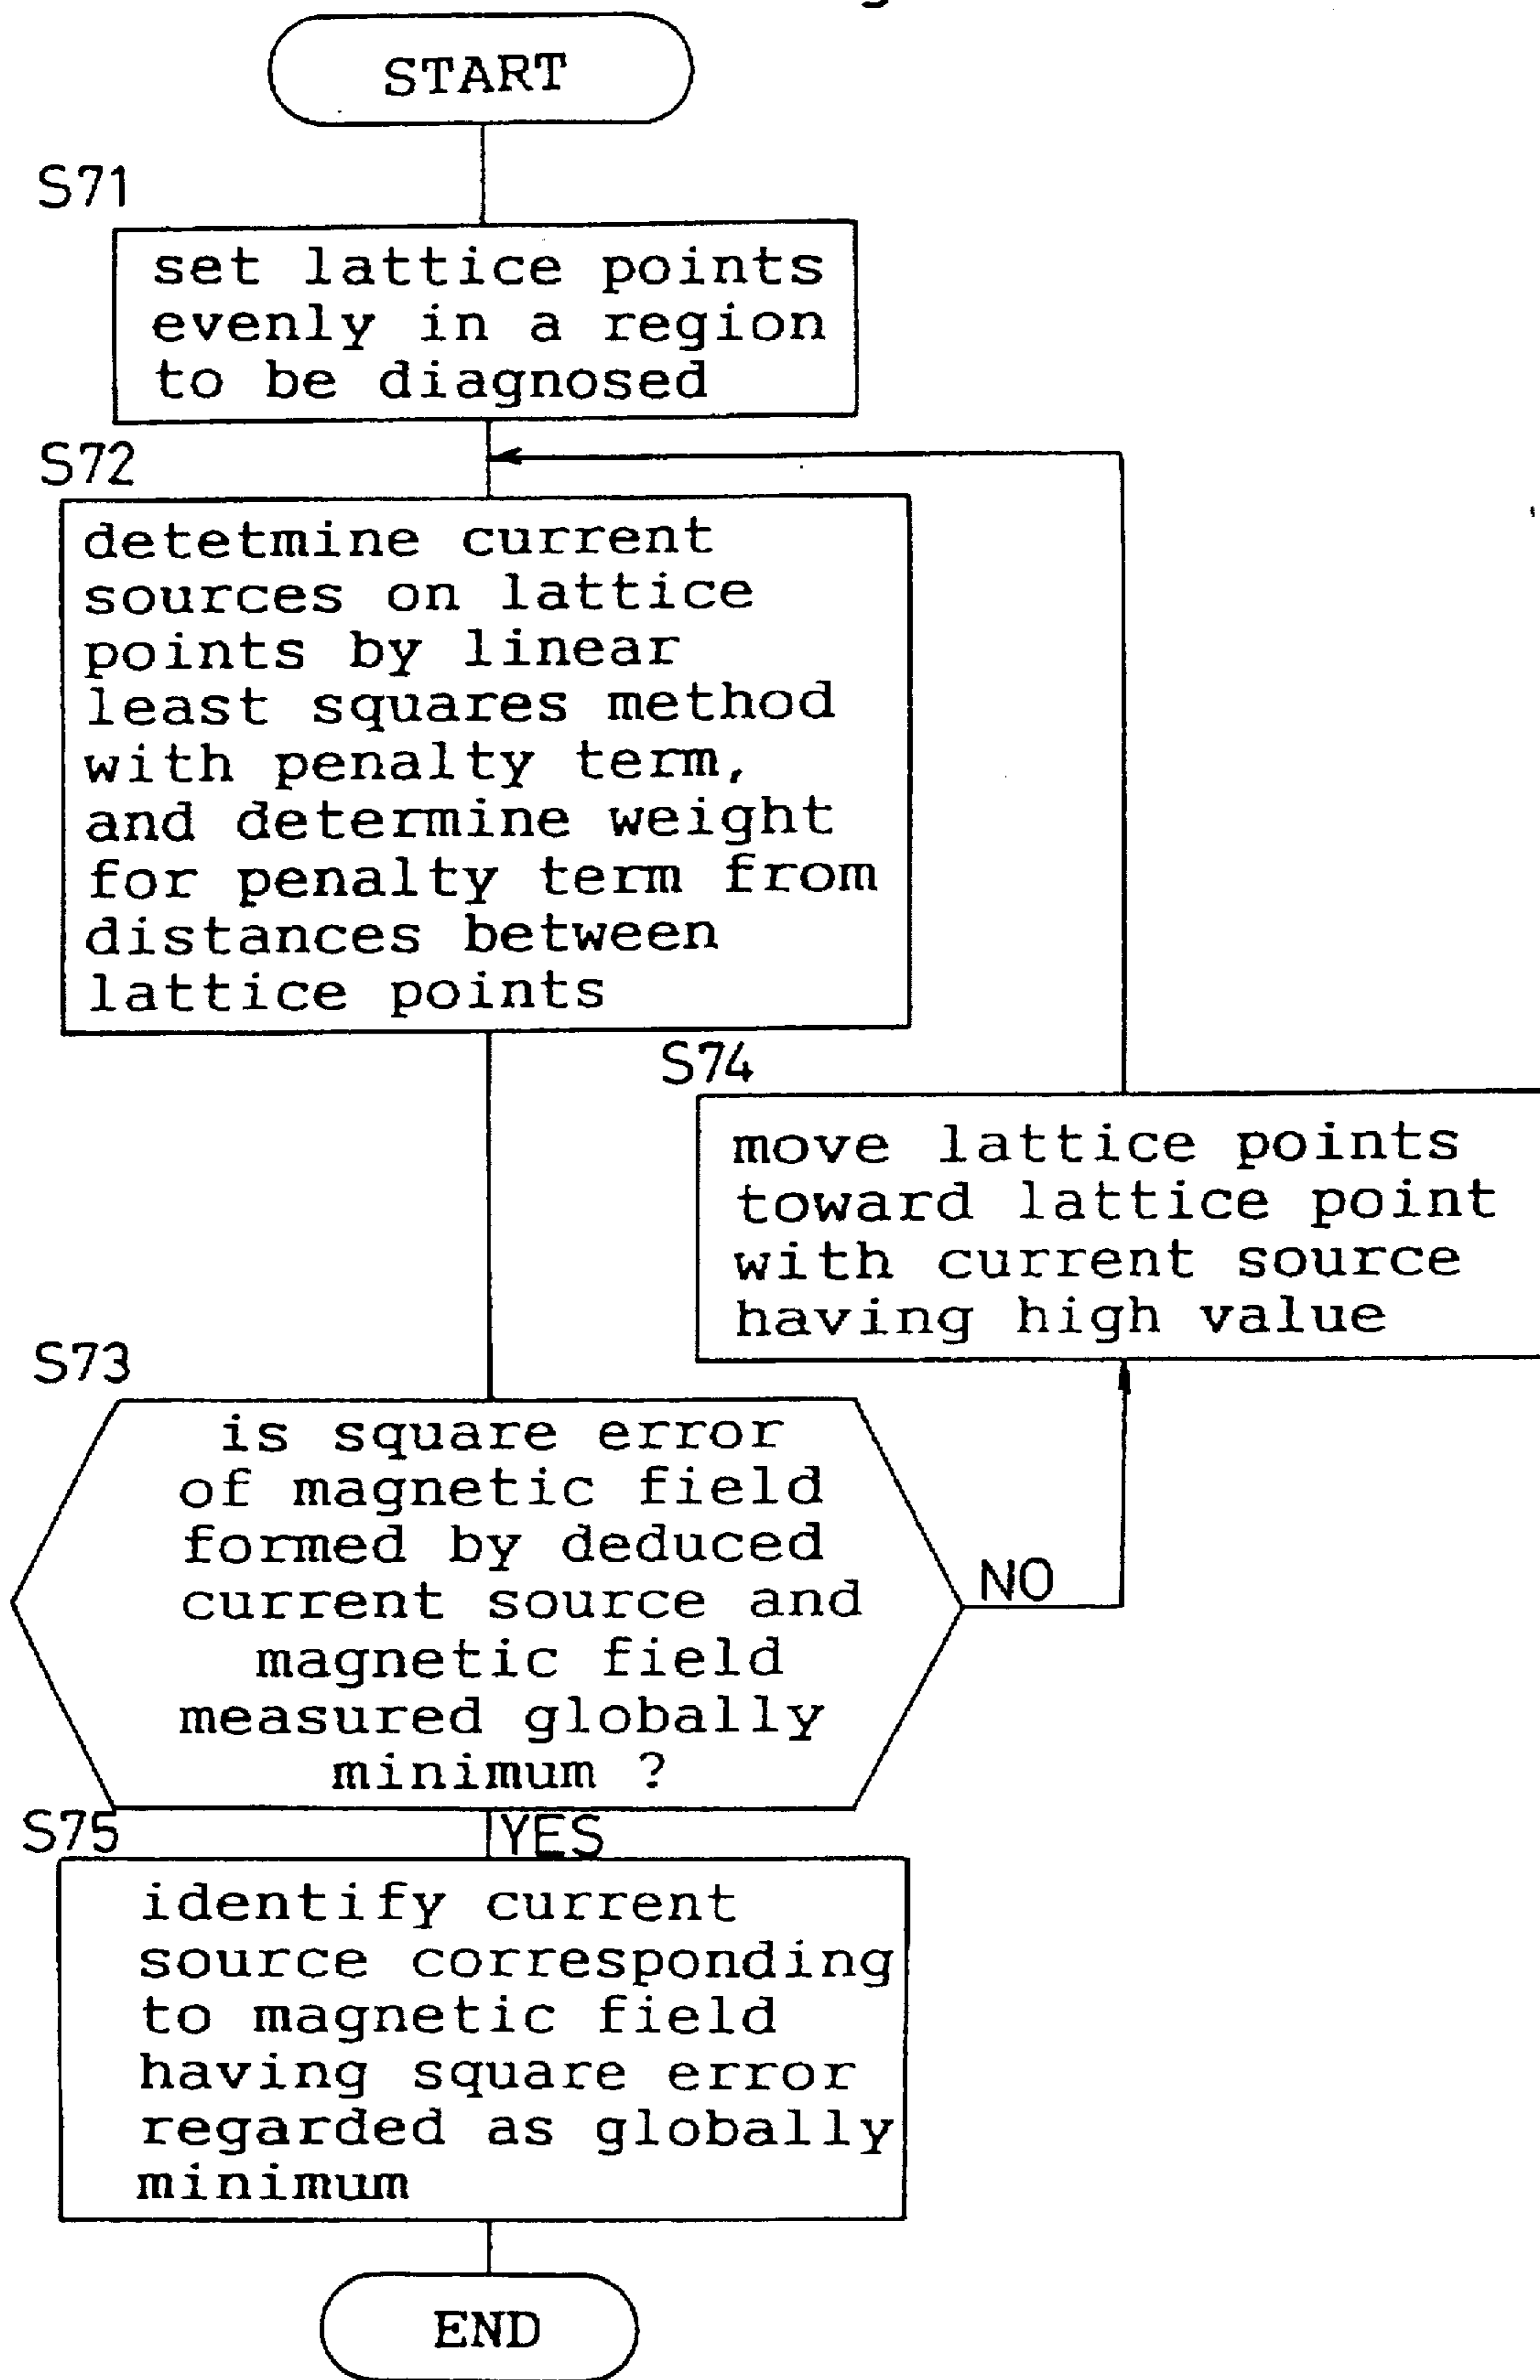 START
S71
set lattice points
evenly in a region
to be diagnosed
S72
detetmine current
sources on lattice
points by linear
least squares method
with penalty term,
and determine weight
for penalty term from
distances between
lattice points
S74
move lattice points
toward lattice point
with current source
having high value
S73
is square error
of magnetic field
formed by deduced
current source and
magnetic field
measured globally
minimum ?
NO
YES
S75
identify current
source corresponding
to magnetic field
having square error
regarded as globally
minimum
END